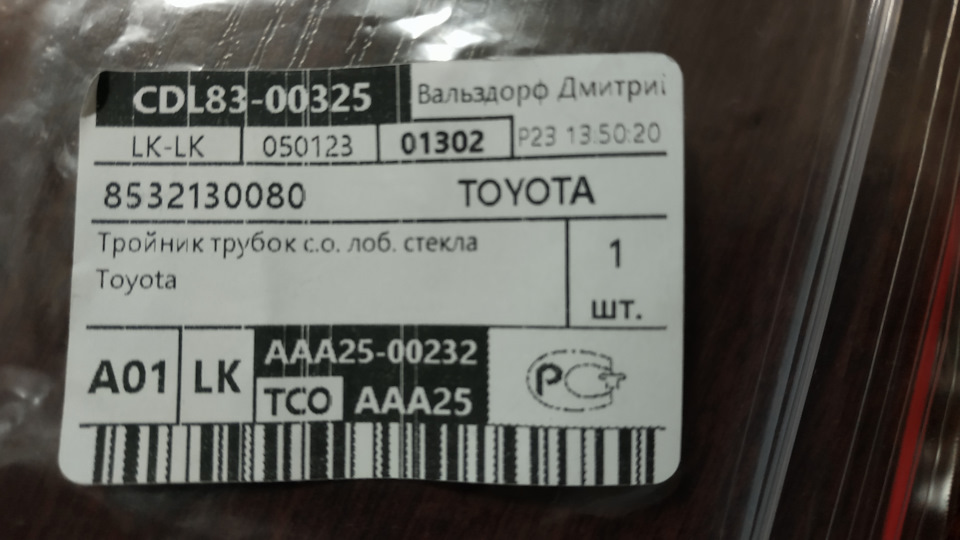 CDL83-00325 Вальздорф Дмитрий
LK-LK 050123 01302 P23 13:50:20
8532130080 TOYOTA
Тройник трубок с.о. лоб. стекла
Toyota
1
шт.
A01 LK AAA25-00232
TCO AAA25